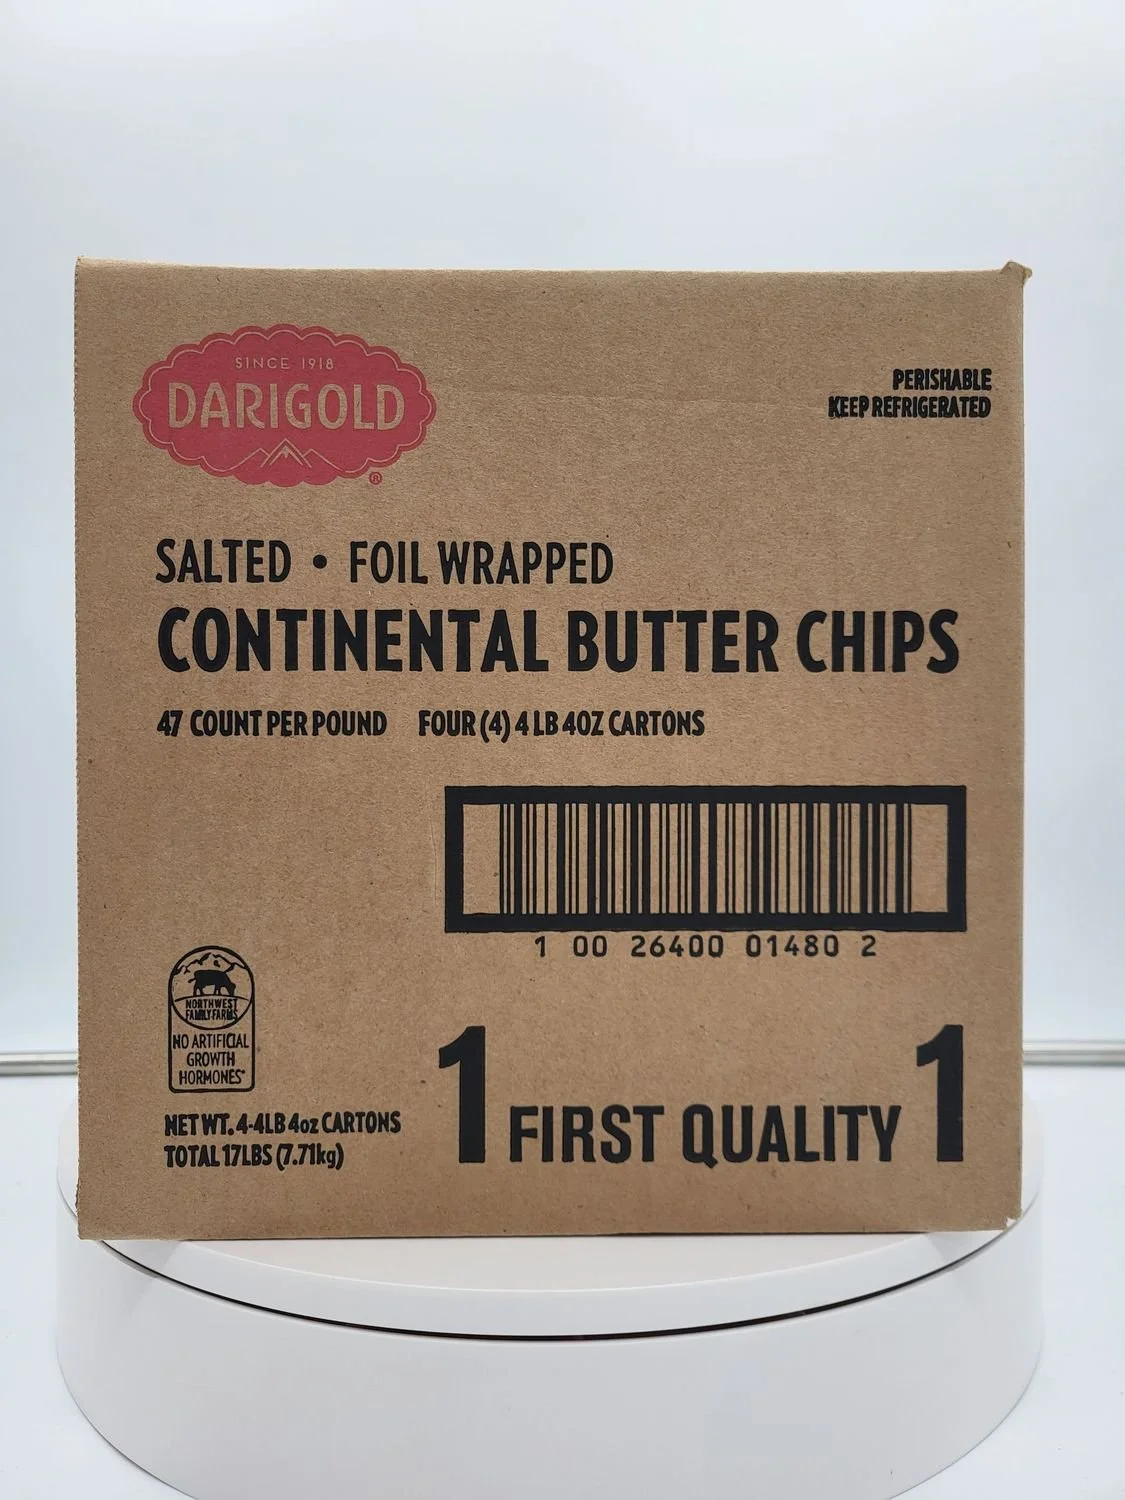 SINCE 1918
DARIGOLD
®
PERISHABLE
KEEP REFRIGERATED
SALTED • FOIL WRAPPED
CONTINENTAL BUTTER CHIPS
47 COUNT PER POUND FOUR (4) 4 LB 4OZ CARTONS
1 00 26400 01480 2
NORTHWEST
FAMILY FARMS
NO ARTIFICIAL
GROWTH
HORMONES*
NET WT. 4-4LB 4oz CARTONS
TOTAL 17LBS (7.71kg)
1 FIRST QUALITY 1